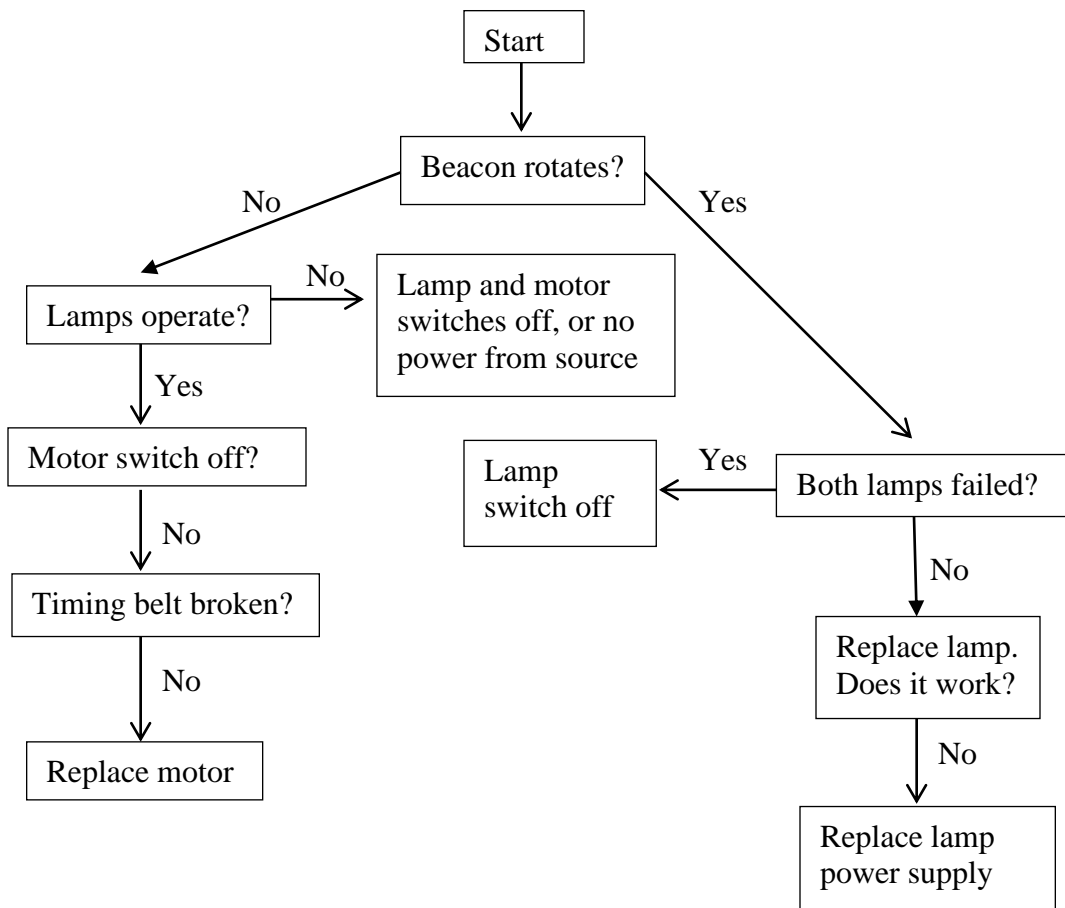 Start
Beacon rotates?
No
Yes
No
Lamps operate?
Lamp and motor
switches off, or no
power from source
Yes
Motor switch off?
Lamp
switch off
Yes
Both lamps failed?
No
No
Timing belt broken?
Replace lamp.
Does it work?
No
No
Replace motor
Replace lamp
power supply